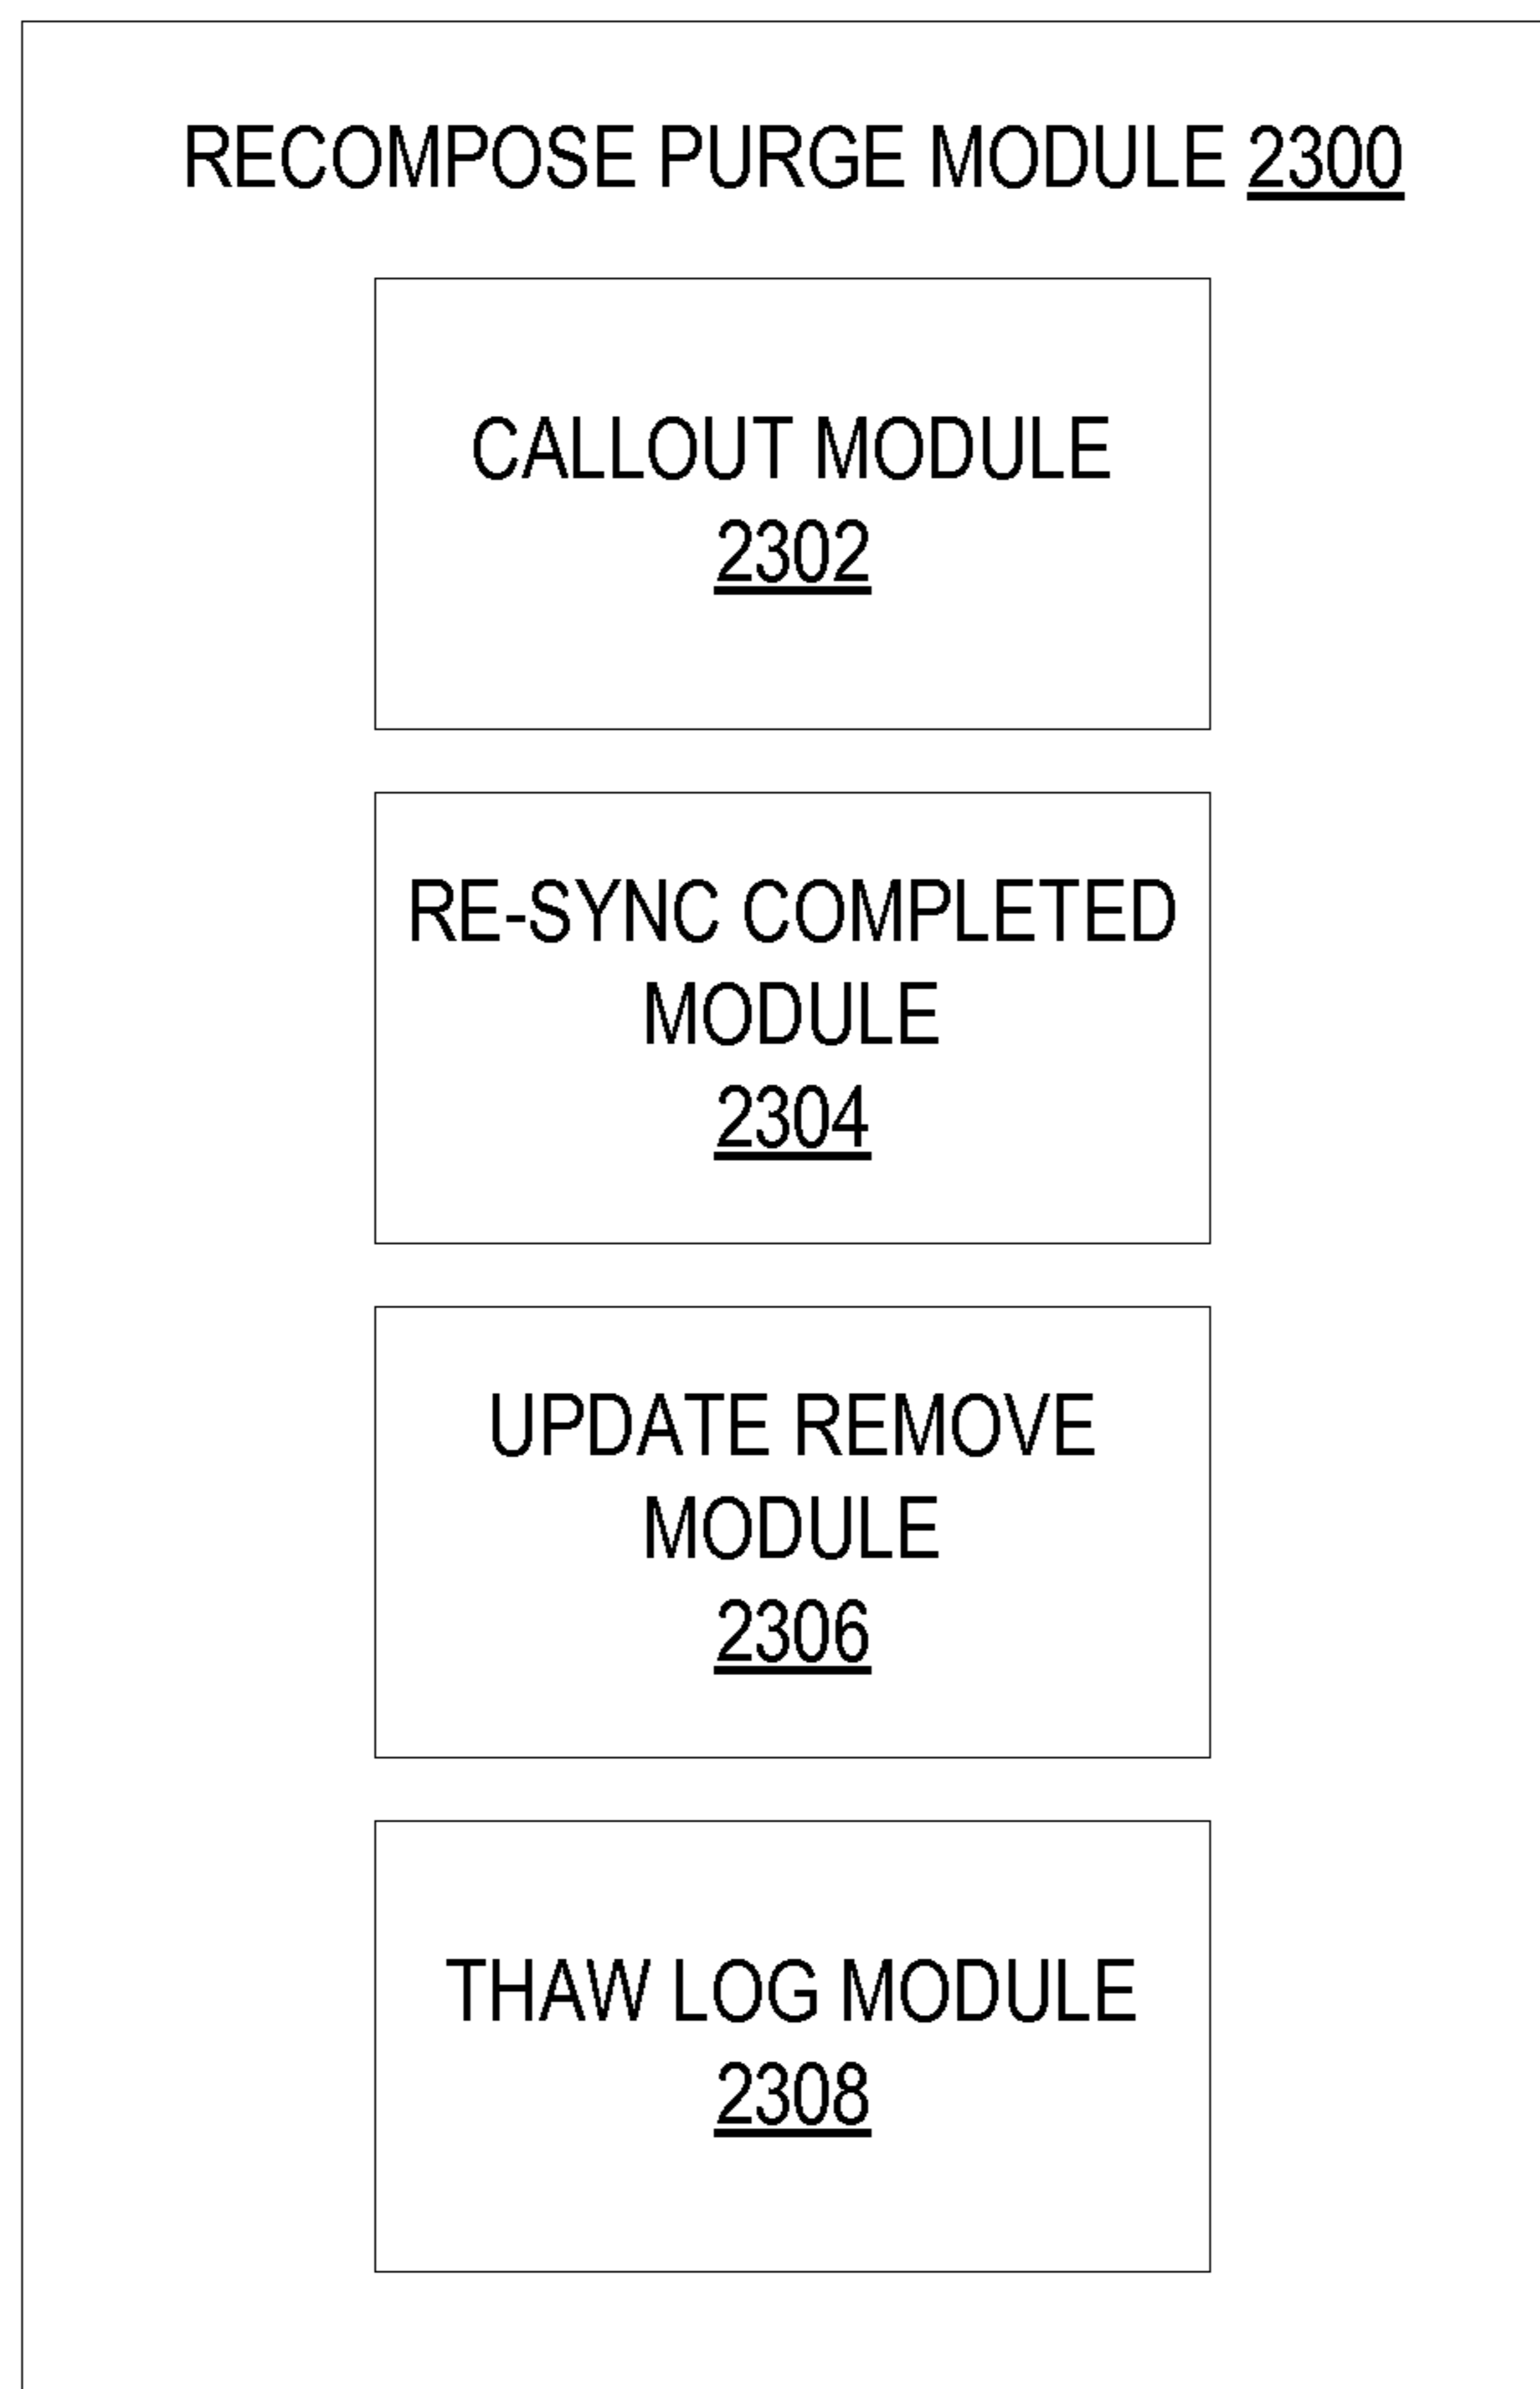 RECOMPOSE PURGE MODULE 2300
CALLOUT MODULE
2302
RE-SYNC COMPLETED
MODULE
2304
UPDATE REMOVE
MODULE
2306
THAW LOG MODULE
2308